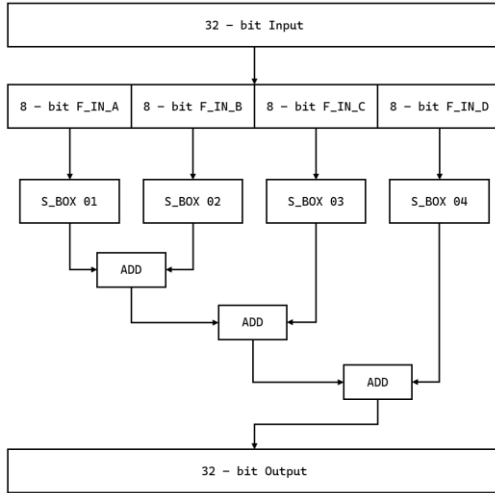 32 – bit Input
8 – bit F_IN_A
8 – bit F_IN_B
8 – bit F_IN_C
8 – bit F_IN_D
S_BOX 01
S_BOX 02
S_BOX 03
S_BOX 04
ADD
ADD
ADD
32 – bit Output